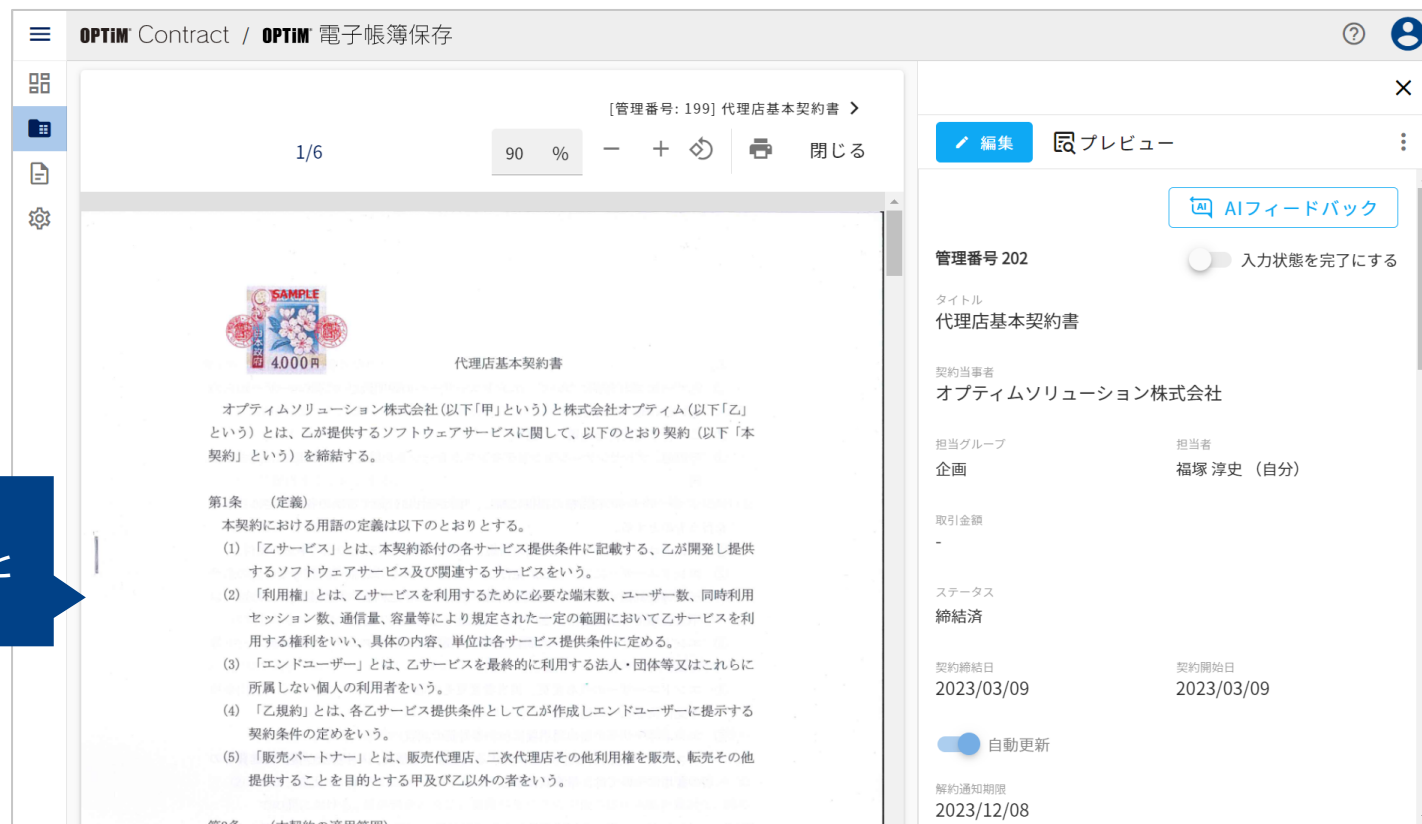 OPTiM Contract / OPTiM 電子帳簿保存
[管理番号: 199] 代理店基本契約書
1/6
90 %
閉じる
SAMPLE
4,000円
代理店基本契約書
オプティムソリューション株式会社(以下「甲」という)と株式会社オプティム(以下「乙」
という)とは、乙が提供するソフトウェアサービスに関して、以下のとおり契約(以下「本
契約」という)を締結する。
第1条 (定義)
本契約における用語の定義は以下のとおりとする。
(1) 「乙サービス」とは、本契約添付の各サービス提供条件に記載する、乙が開発し提供
するソフトウェアサービス及び関連するサービスをいう。
(2) 「利用権」とは、乙サービスを利用するために必要な端末数、ユーザー数、同時利用
セッション数、通信量、容量等により規定された一定の範囲において乙サービスを利
用する権利をいい、具体の内容、単位は各サービス提供条件に定める。
(3) 「エンドユーザー」とは、乙サービスを最終的に利用する法人・団体等又はこれらに
所属しない個人の利用者をいう。
(4) 「乙規約」とは、各乙サービス提供条件として乙が作成しエンドユーザーに提示する
契約条件の定めをいう。
(5) 「販売パートナー」とは、販売代理店、二次代理店その他利用権を販売、転売その他
提供することを目的とする甲及び乙以外の者をいう。
編集
プレビュー
AI AIフィードバック
管理番号 202
入力状態を完了にする
タイトル
代理店基本契約書
契約当事者
オプティムソリューション株式会社
担当グループ 担当者
企画 福塚 淳史 (自分)
取引金額
-
ステータス
締結済
契約締結日 契約開始日
2023/03/09 2023/03/09
自動更新
解約通知期限
2023/12/08